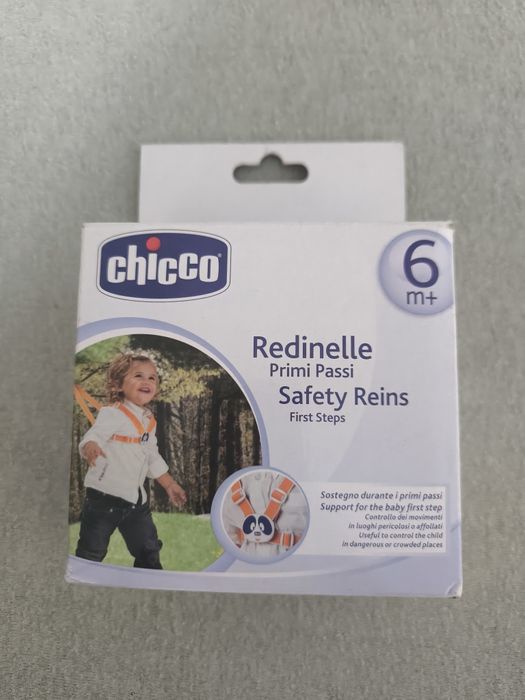 chicco
6
m+
Redinelle
Primi Passi
Safety Reins
First Steps
Sostegno durante i primi passi
Support for the baby first step
Controllo dei movimenti
in luoghi pericolosi o affollati
Useful to control the child
in dangerous or crowded places